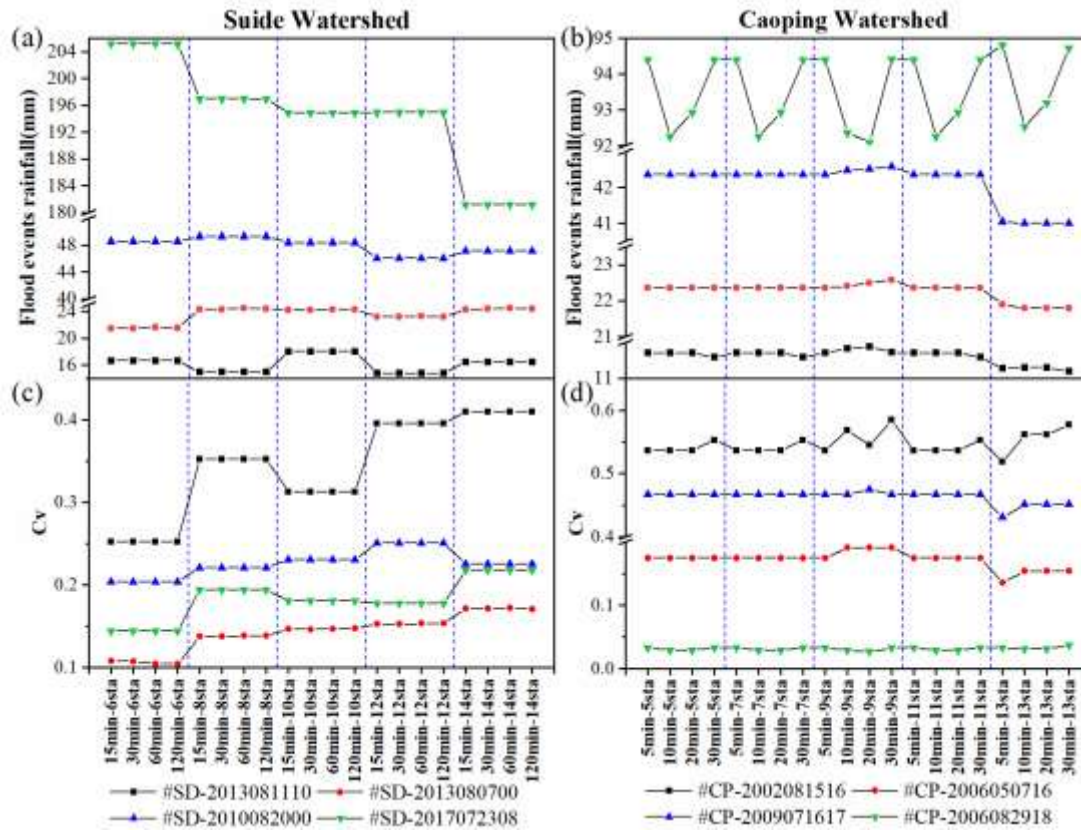 Suide Watershed
Caoping Watershed
(a)
Flood events rainfall(mm)
204
200
196
192
188
184
180
48
44
40
24
20
16
(b)
Flood events rainfall(mm)
95
94
93
92
42
41
23
22
21
11
(c)
Cv
0.4
0.3
0.2
0.1
(d)
Cv
0.6
0.5
0.4
0.1
0.0
15min-6sta
30min-6sta
60min-6sta
120min-6sta
15min-8sta
30min-8sta
60min-8sta
120min-8sta
15min-10sta
30min-10sta
60min-10sta
120min-10sta
15min-12sta
30min-12sta
60min-12sta
120min-12sta
15min-14sta
30min-14sta
60min-14sta
120min-14sta
5min-5sta
10min-5sta
20min-5sta
30min-5sta
5min-7sta
10min-7sta
20min-7sta
30min-7sta
5min-9sta
10min-9sta
20min-9sta
30min-9sta
5min-11sta
10min-11sta
20min-11sta
30min-11sta
5min-13sta
10min-13sta
20min-13sta
30min-13sta
#SD-2013081110
#SD-2013080700
#SD-2010082000
#SD-2017072308
#CP-2002081516
#CP-2006050716
#CP-2009071617
#CP-2006082918